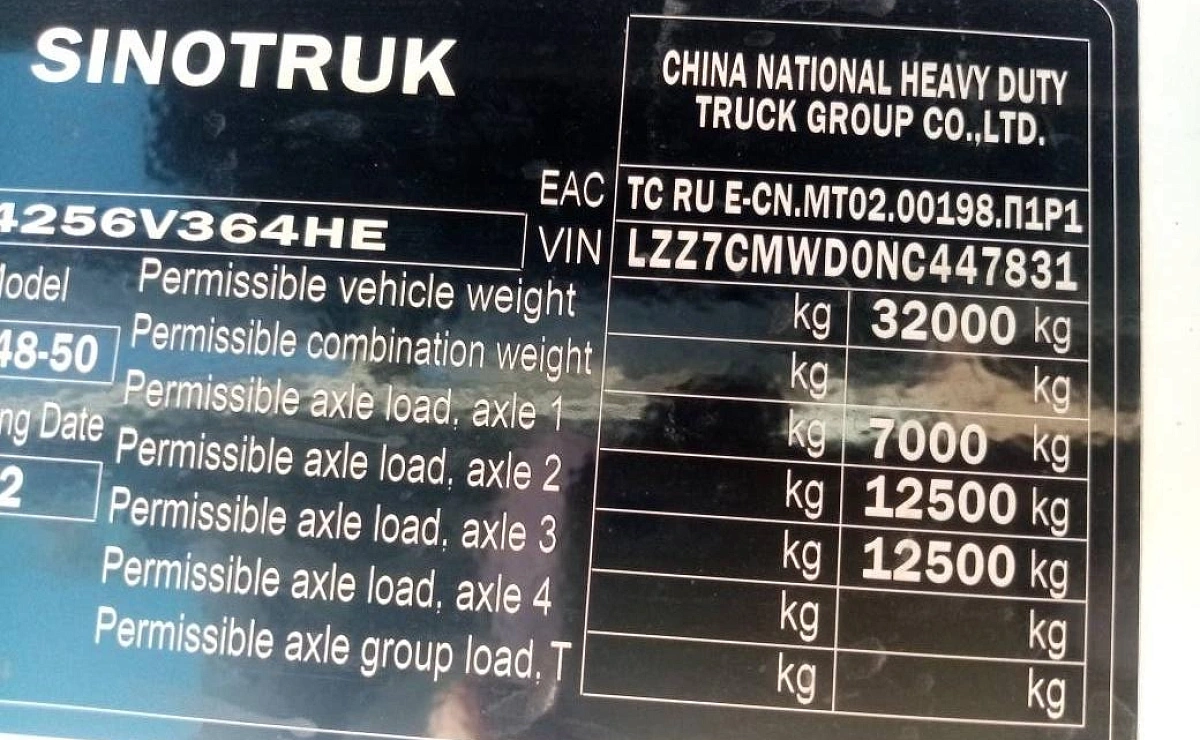 SINOTRUK
CHINA NATIONAL HEAVY DUTY
TRUCK GROUP CO.,LTD.
EAC TC RU E-CN.MT02.00198.П1P1
4256V364HE
VIN LZZ7CMWD0NC447831
Model
Permissible vehicle weight kg 32000 kg
48-50
Permissible combination weight kg kg
Permissible axle load, axle 1 kg 7000 kg
ng Date
Permissible axle load, axle 2 kg 12500 kg
2
Permissible axle load, axle 3 kg 12500 kg
Permissible axle load, axle 4 kg kg
Permissible axle group load, T kg kg